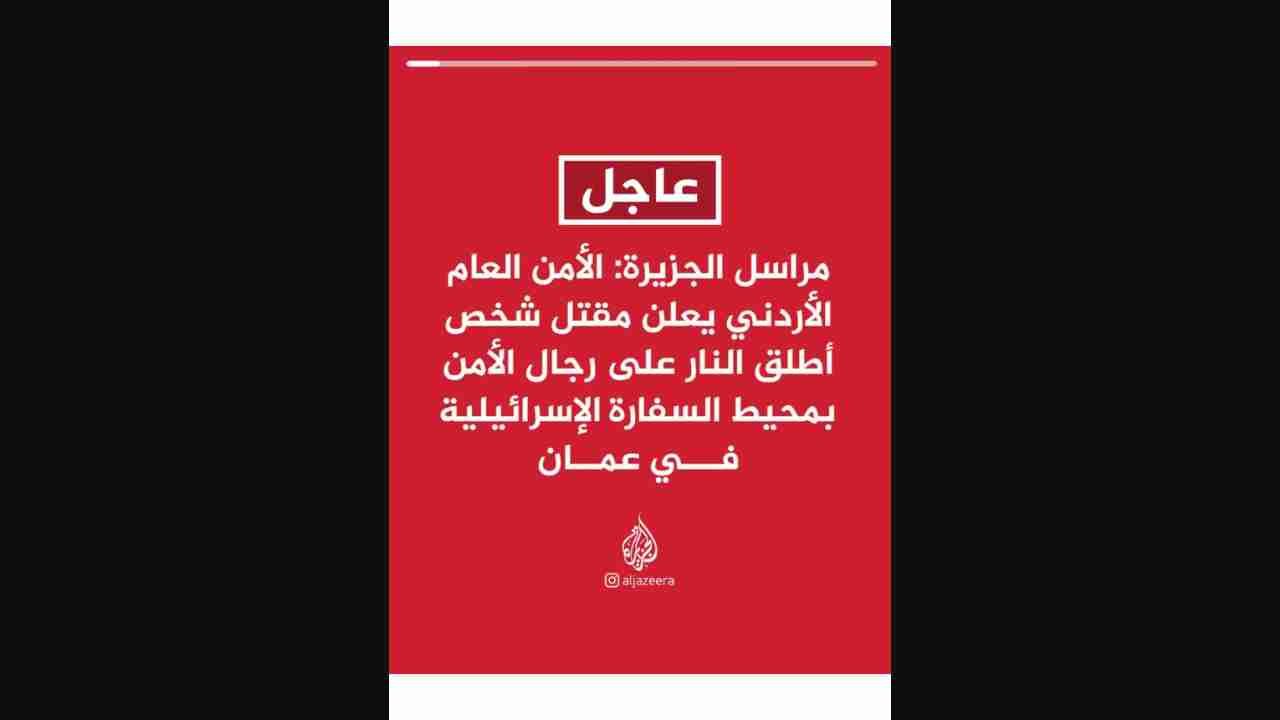 عاجل
مراسل الجزيرة: الأمن العام
الأردني يعلن مقتل شخص
أطلق النار على رجال الأمن
بمحيط السفارة الإسرائيلية
فـــي عمـــان
الجزيرة
aljazeera